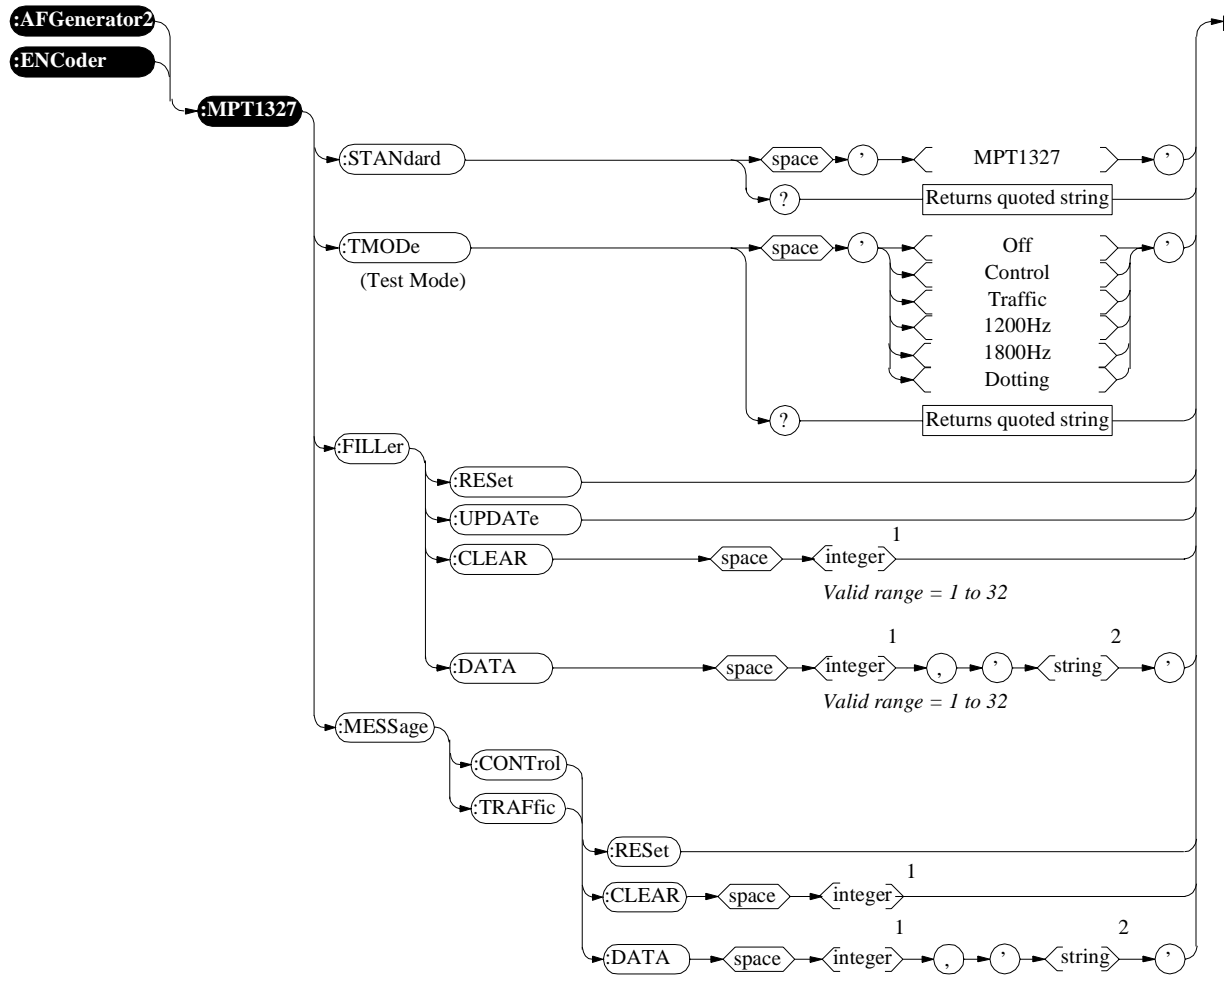 :AFGenerator2
:ENCoder
:MPT1327
:STANdard space ’ MPT1327 ’
? Returns quoted string
:TMODe space ’ Off ’
(Test Mode) Control
Traffic
1200Hz
1800Hz
Dotting
? Returns quoted string
:FILLer
:RESet
:UPDATe
1
:CLEAR space integer
Valid range = 1 to 32
1 2
:DATA space integer , ’ string ’
Valid range = 1 to 32
:MESSage
:CONTrol
:TRAFfic
:RESet
1
:CLEAR space integer
1 2
:DATA space integer , ’ string ’